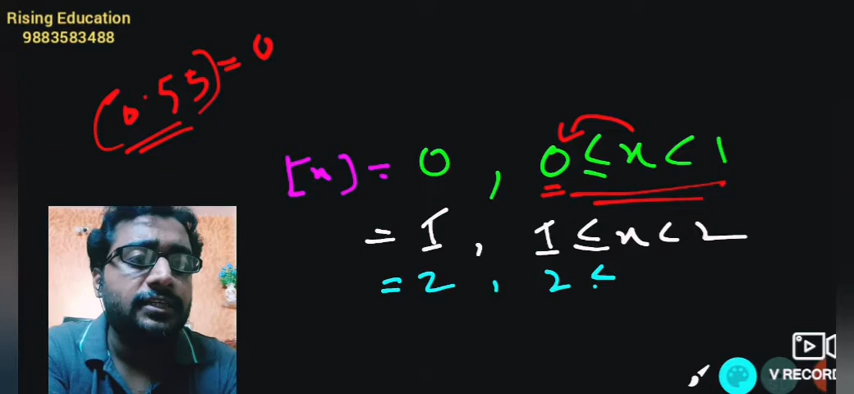 Rising Education
9883583488
(0.55) = 0
[x] = 0 , 0 ≤ x < 1
= 1 , 1 ≤ x < 2
= 2 , 2 <
V RECORD